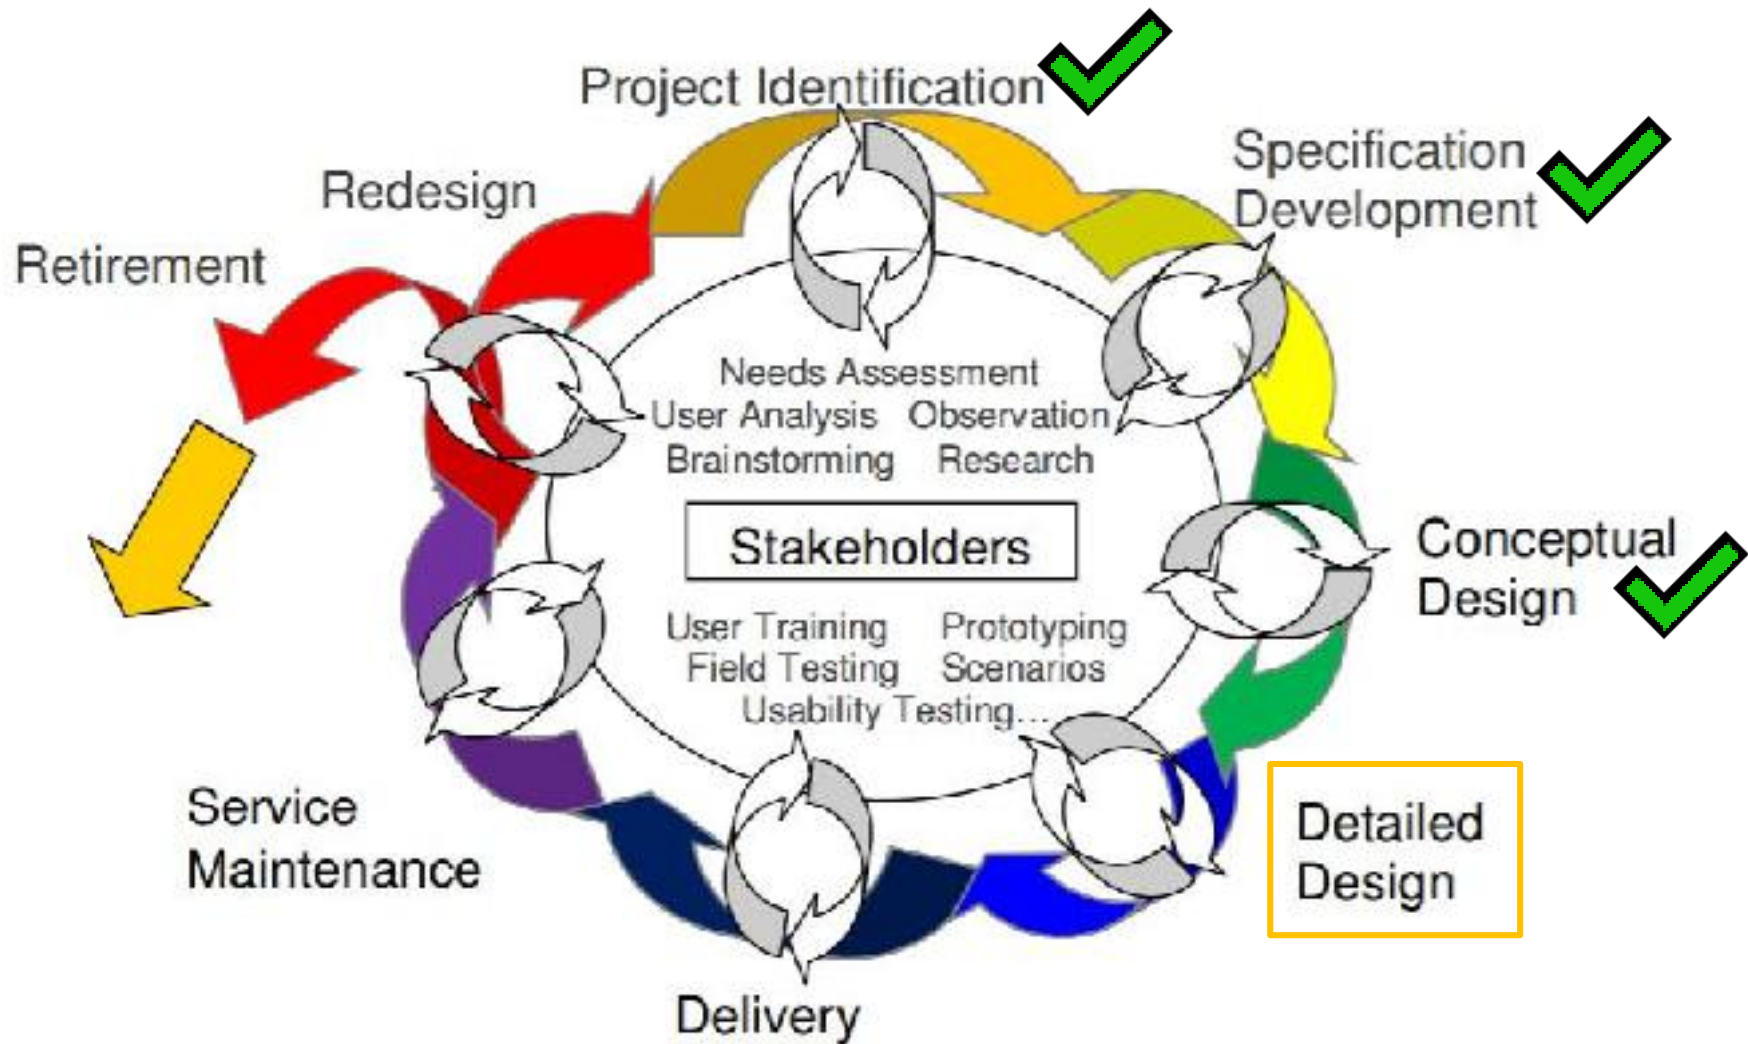 Project Identification
Specification
Development
Redesign
Retirement
Needs Assessment
User Analysis Observation
Brainstorming Research
Stakeholders
Conceptual
Design
User Training Prototyping
Field Testing Scenarios
Usability Testing...
Service
Maintenance
Detailed
Design
Delivery